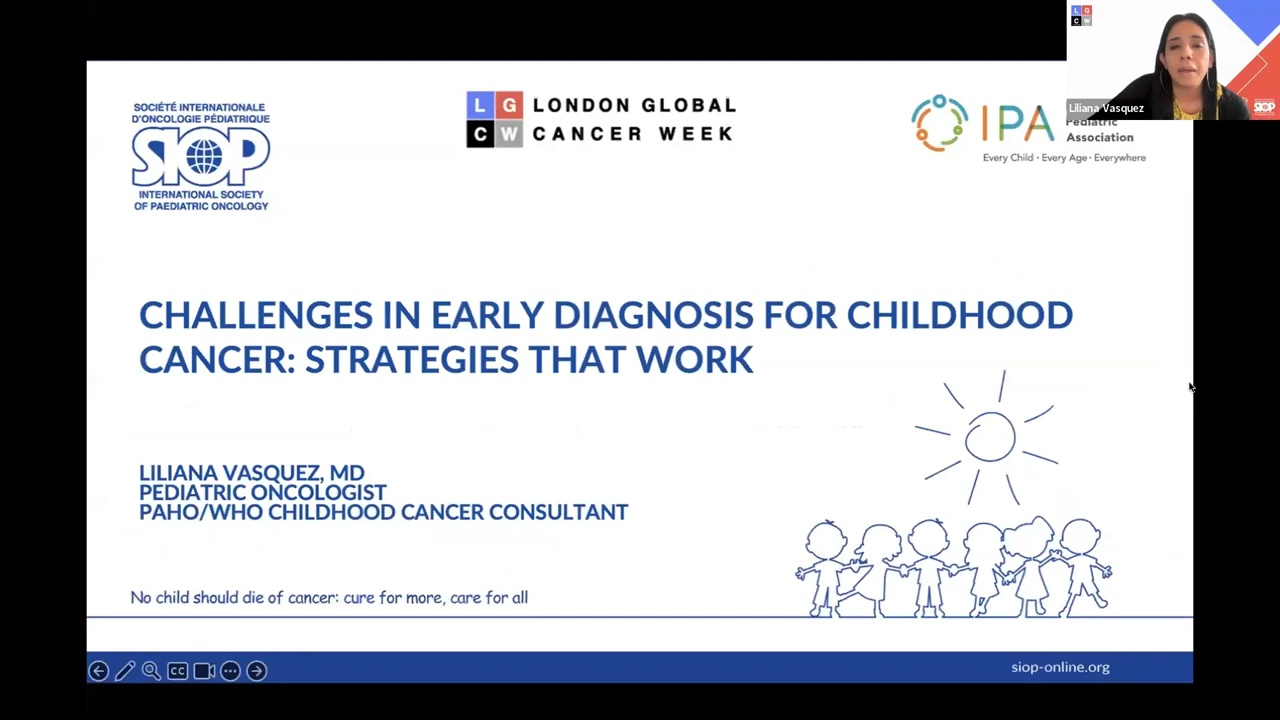 SOCIÉTÉ INTERNATIONALE
D'ONCOLOGIE PÉDIATRIQUE
SIOP
INTERNATIONAL SOCIETY
OF PAEDIATRIC ONCOLOGY
L G
C W
LONDON GLOBAL
CANCER WEEK
IPA
Pediatric
Association
Every Child · Every Age · Everywhere
L G
C W
Liliana Vasquez
SIOP
CHALLENGES IN EARLY DIAGNOSIS FOR CHILDHOOD
CANCER: STRATEGIES THAT WORK
LILIANA VASQUEZ, MD
PEDIATRIC ONCOLOGIST
PAHO/WHO CHILDHOOD CANCER CONSULTANT
No child should die of cancer: cure for more, care for all
CC
siop-online.org